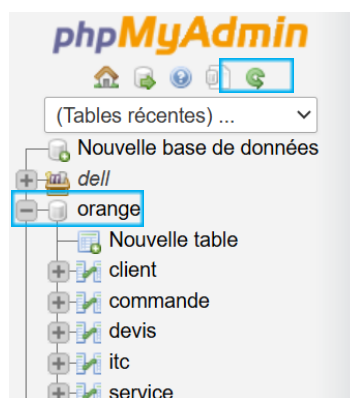 phpMyAdmin
(Tables récentes) ...
Nouvelle base de données
dell
orange
Nouvelle table
client
commande
devis
itc
service